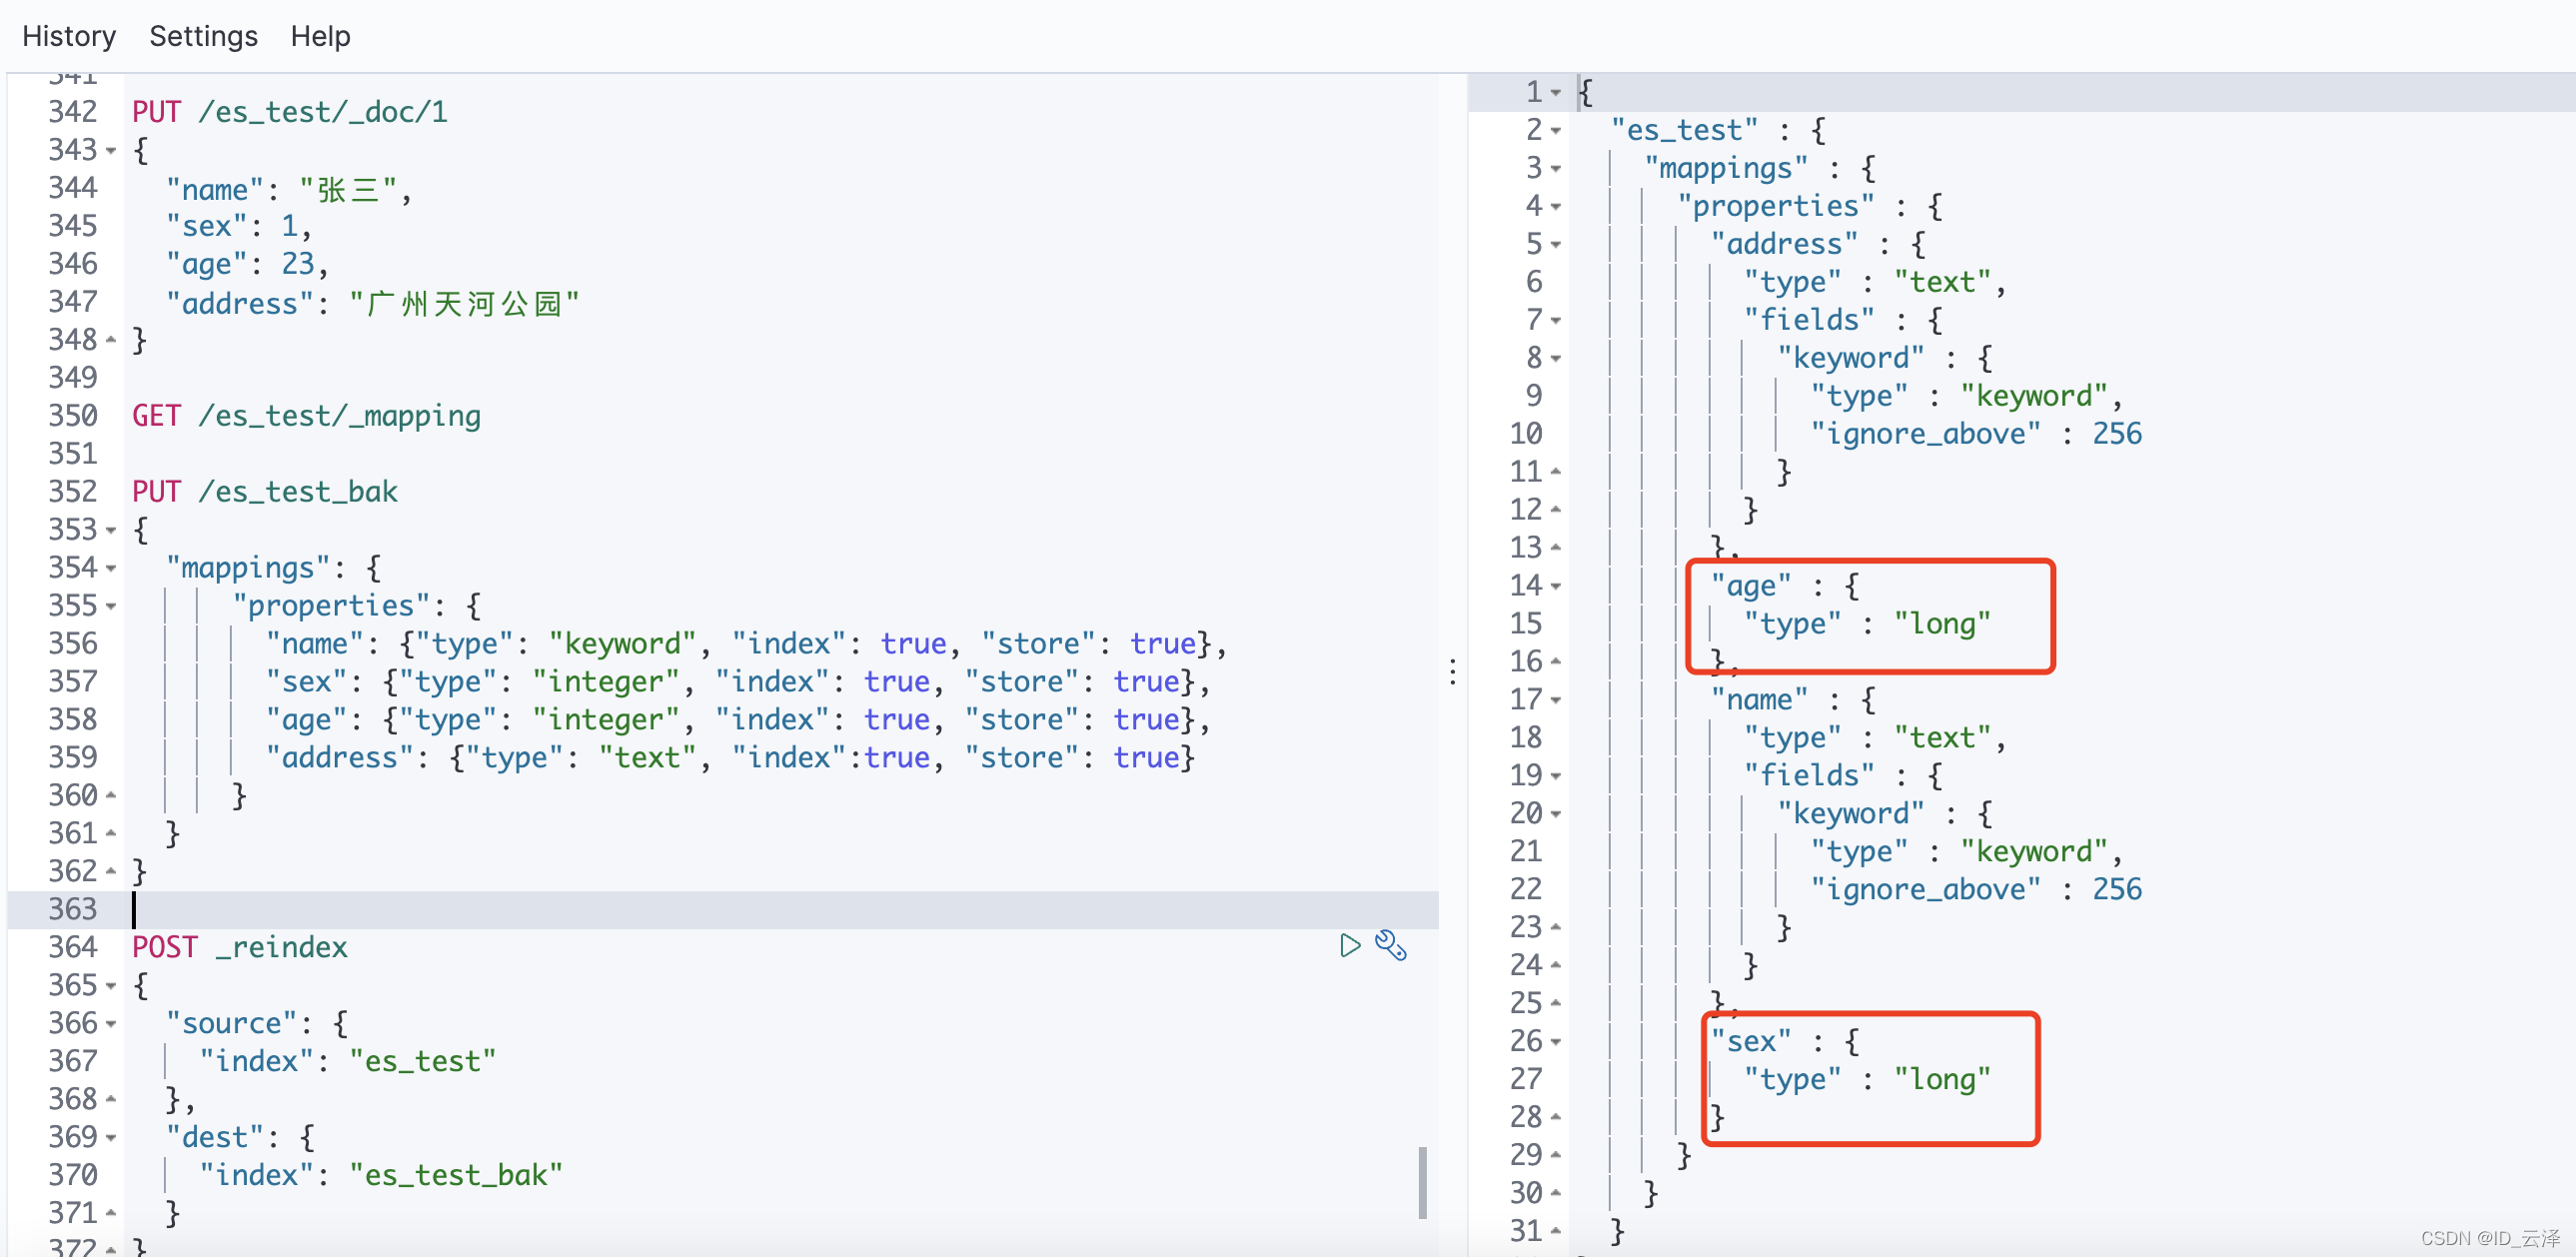 History Settings Help
341
342 PUT /es_test/_doc/1
343 {
344 "name": "张三",
345 "sex": 1,
346 "age": 23,
347 "address": "广州天河公园"
348 }
349
350 GET /es_test/_mapping
351
352 PUT /es_test_bak
353 {
354 "mappings": {
355 "properties": {
356 "name": {"type": "keyword", "index": true, "store": true},
357 "sex": {"type": "integer", "index": true, "store": true},
358 "age": {"type": "integer", "index": true, "store": true},
359 "address": {"type": "text", "index":true, "store": true}
360 }
361 }
362 }
363
364 POST _reindex
365 {
366 "source": {
367 "index": "es_test"
368 },
369 "dest": {
370 "index": "es_test_bak"
371 }
372 }
1 {
2 "es_test" : {
3 "mappings" : {
4 "properties" : {
5 "address" : {
6 "type" : "text",
7 "fields" : {
8 "keyword" : {
9 "type" : "keyword",
10 "ignore_above" : 256
11 }
12 }
13 },
14 "age" : {
15 "type" : "long"
16 },
17 "name" : {
18 "type" : "text",
19 "fields" : {
20 "keyword" : {
21 "type" : "keyword",
22 "ignore_above" : 256
23 }
24 }
25 },
26 "sex" : {
27 "type" : "long"
28 }
29 }
30 }
31 }
CSDN @ID_云泽